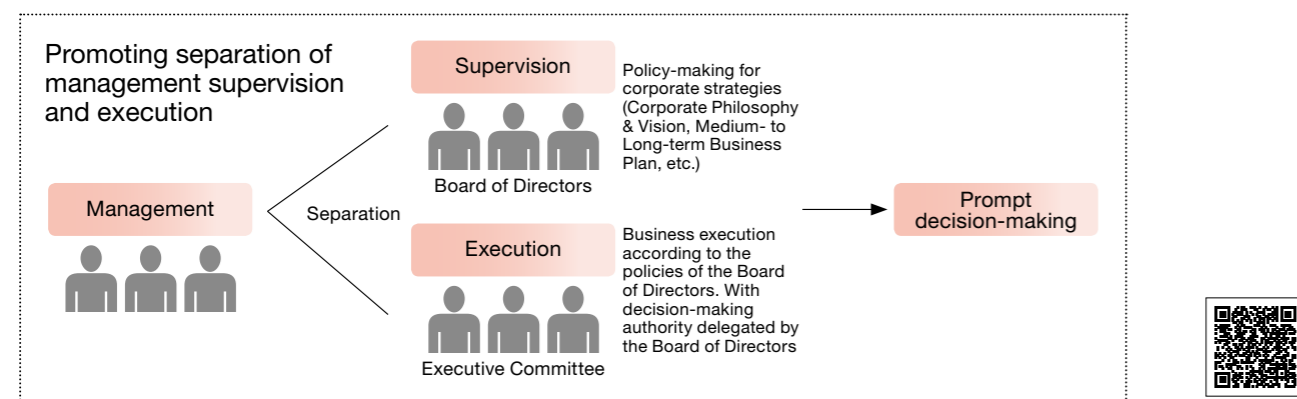 Promoting separation of
management supervision
and execution
Management
Separation
Supervision
Board of Directors
Policy-making for
corporate strategies
(Corporate Philosophy
& Vision, Medium- to
Long-term Business
Plan, etc.)
Execution
Executive Committee
Business execution
according to the
policies of the Board
of Directors. With
decision-making
authority delegated by
the Board of Directors
Prompt
decision-making